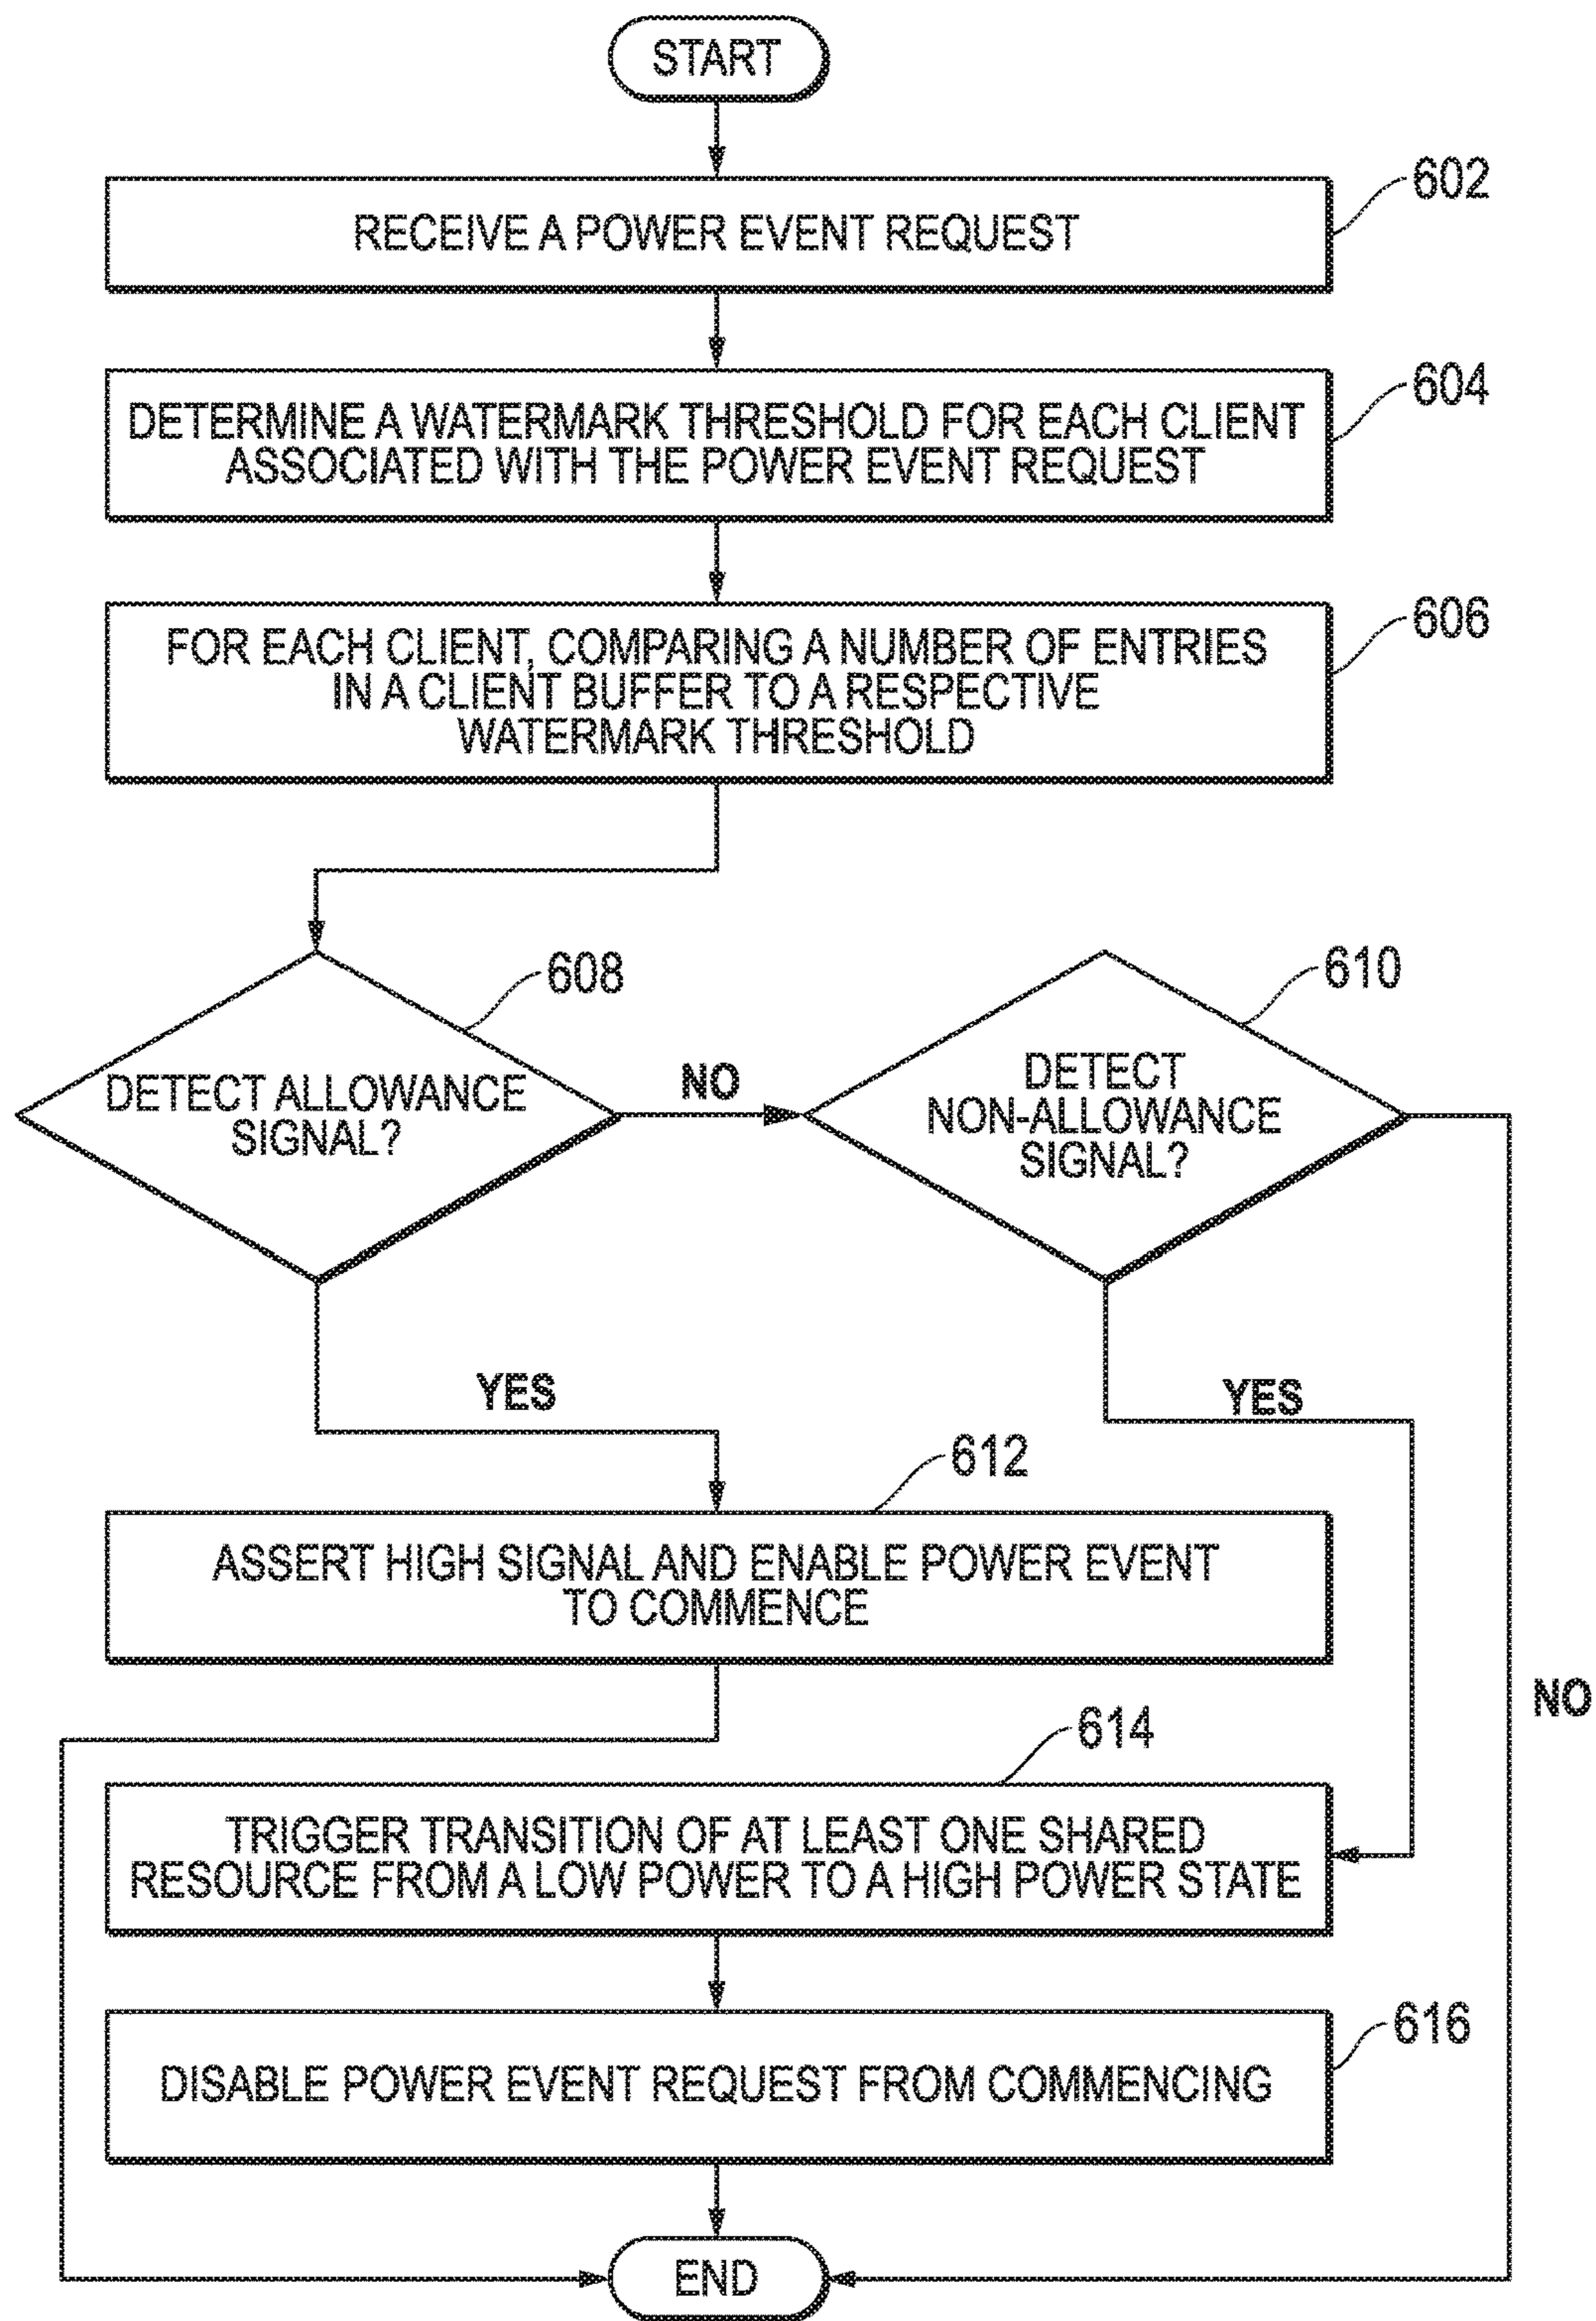 START
602
RECEIVE A POWER EVENT REQUEST
604
DETERMINE A WATERMARK THRESHOLD FOR EACH CLIENT
ASSOCIATED WITH THE POWER EVENT REQUEST
606
FOR EACH CLIENT, COMPARING A NUMBER OF ENTRIES
IN A CLIENT BUFFER TO A RESPECTIVE
WATERMARK THRESHOLD
608
DETECT ALLOWANCE
SIGNAL?
NO
610
DETECT
NON-ALLOWANCE
SIGNAL?
YES
YES
NO
612
ASSERT HIGH SIGNAL AND ENABLE POWER EVENT
TO COMMENCE
614
TRIGGER TRANSITION OF AT LEAST ONE SHARED
RESOURCE FROM A LOW POWER TO A HIGH POWER STATE
616
DISABLE POWER EVENT REQUEST FROM COMMENCING
END